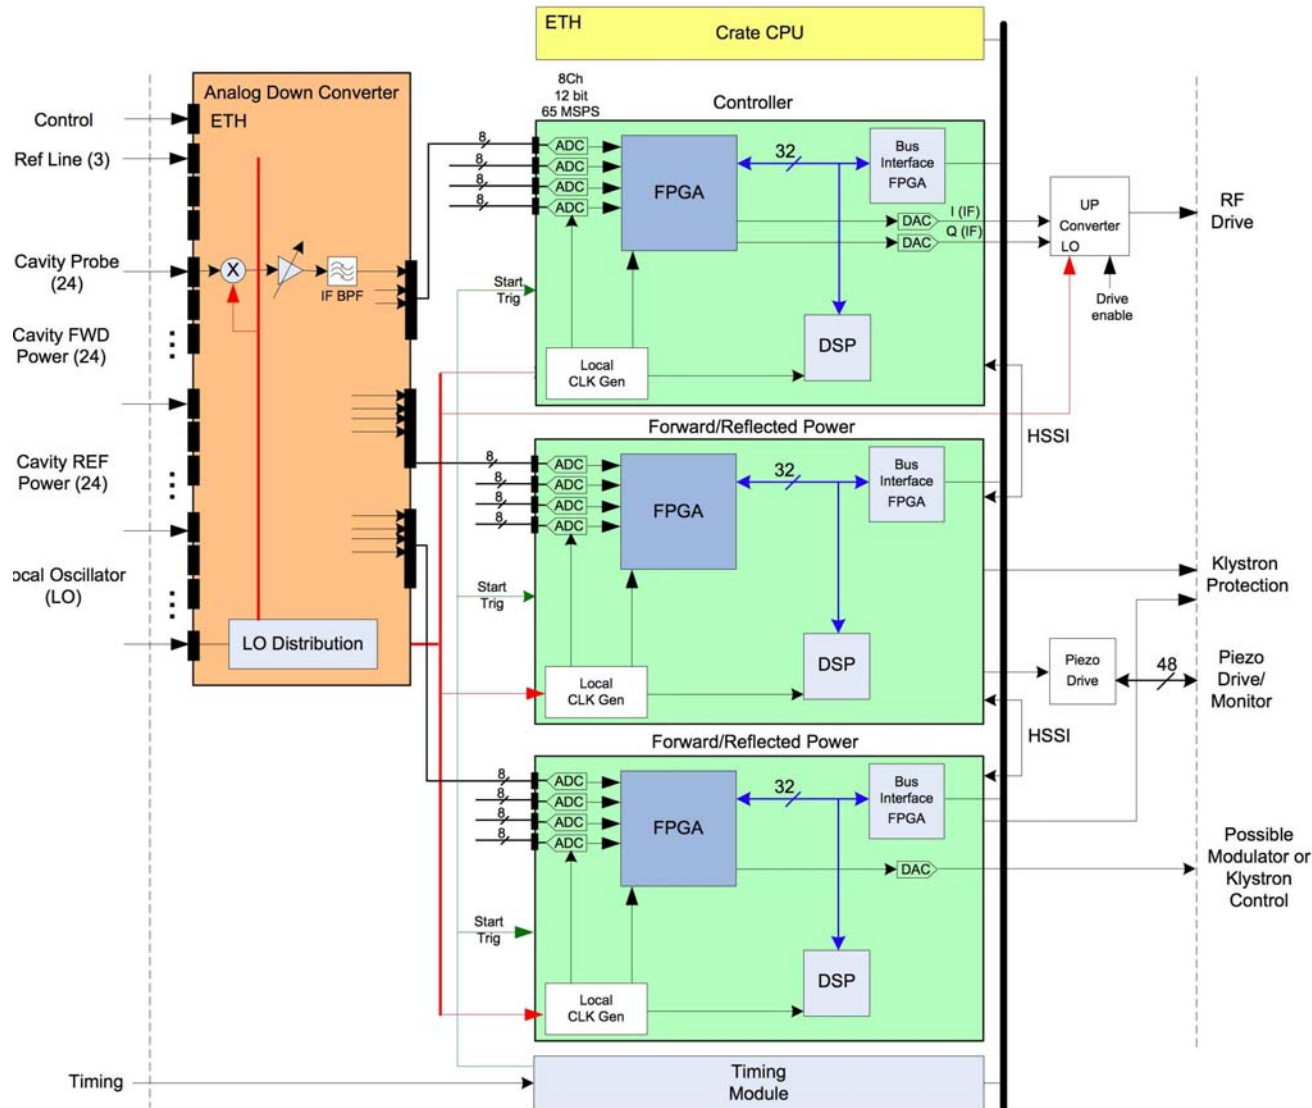 ETH
Crate CPU
Analog Down Converter
ETH
Control
Ref Line (3)
Cavity Probe
(24)
Cavity FWD
Power (24)
Cavity REF
Power (24)
ocal Oscillator
(LO)
X
IF BPF
LO Distribution
8Ch
12 bit
65 MSPS
Controller
8
8
8
8
ADC
ADC
ADC
ADC
FPGA
32
Bus
Interface
FPGA
DAC
DAC
I (IF)
Q (IF)
UP
Converter
LO
Drive
enable
RF
Drive
Start
Trig
Local
CLK Gen
DSP
HSSI
Forward/Reflected Power
8
8
8
8
ADC
ADC
ADC
ADC
FPGA
32
Bus
Interface
FPGA
Start
Trig
Local
CLK Gen
DSP
Klystron
Protection
Piezo
Drive
48
Piezo
Drive/
Monitor
HSSI
Forward/Reflected Power
8
8
8
8
ADC
ADC
ADC
ADC
FPGA
32
Bus
Interface
FPGA
DAC
Possible
Modulator or
Klystron
Control
Start
Trig
Local
CLK Gen
DSP
Timing
Timing
Module